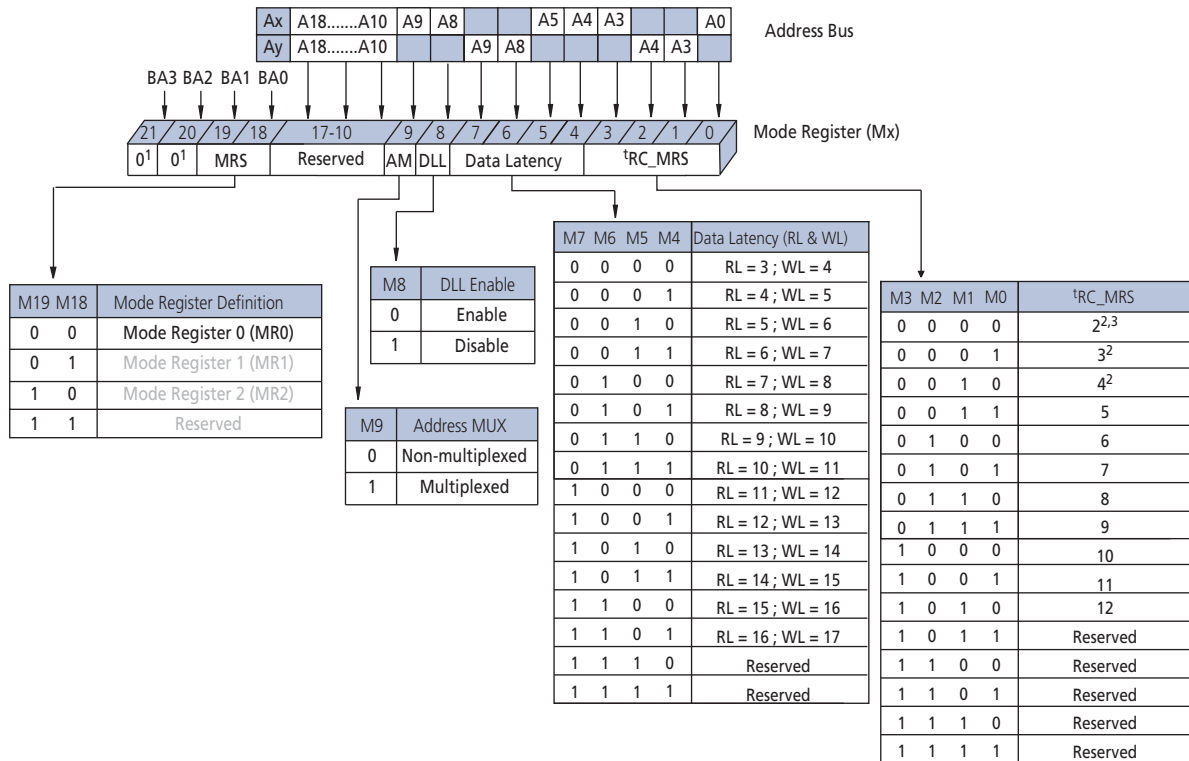 Ax A18.......A10 A9 A8 A5 A4 A3 A0
Ay A18.......A10 A9 A8 A4 A3
Address Bus
BA3 BA2 BA1 BA0
21 20 19 18 17-10 9 8 7 6 5 4 3 2 1 0
Mode Register (Mx)
0¹ 0¹ MRS Reserved AM DLL Data Latency ᵗRC_MRS
M19 M18 Mode Register Definition
0 0 Mode Register 0 (MR0)
0 1 Mode Register 1 (MR1)
1 0 Mode Register 2 (MR2)
1 1 Reserved
M8 DLL Enable
0 Enable
1 Disable
M9 Address MUX
0 Non-multiplexed
1 Multiplexed
M7 M6 M5 M4 Data Latency (RL & WL)
0 0 0 0 RL = 3 ; WL = 4
0 0 0 1 RL = 4 ; WL = 5
0 0 1 0 RL = 5 ; WL = 6
0 0 1 1 RL = 6 ; WL = 7
0 1 0 0 RL = 7 ; WL = 8
0 1 0 1 RL = 8 ; WL = 9
0 1 1 0 RL = 9 ; WL = 10
0 1 1 1 RL = 10 ; WL = 11
1 0 0 0 RL = 11 ; WL = 12
1 0 0 1 RL = 12 ; WL = 13
1 0 1 0 RL = 13 ; WL = 14
1 0 1 1 RL = 14 ; WL = 15
1 1 0 0 RL = 15 ; WL = 16
1 1 0 1 RL = 16 ; WL = 17
1 1 1 0 Reserved
1 1 1 1 Reserved
M3 M2 M1 M0 ᵗRC_MRS
0 0 0 0 2²,³
0 0 0 1 3²
0 0 1 0 4²
0 0 1 1 5
0 1 0 0 6
0 1 0 1 7
0 1 1 0 8
0 1 1 1 9
1 0 0 0 10
1 0 0 1 11
1 0 1 0 12
1 0 1 1 Reserved
1 1 0 0 Reserved
1 1 0 1 Reserved
1 1 1 0 Reserved
1 1 1 1 Reserved